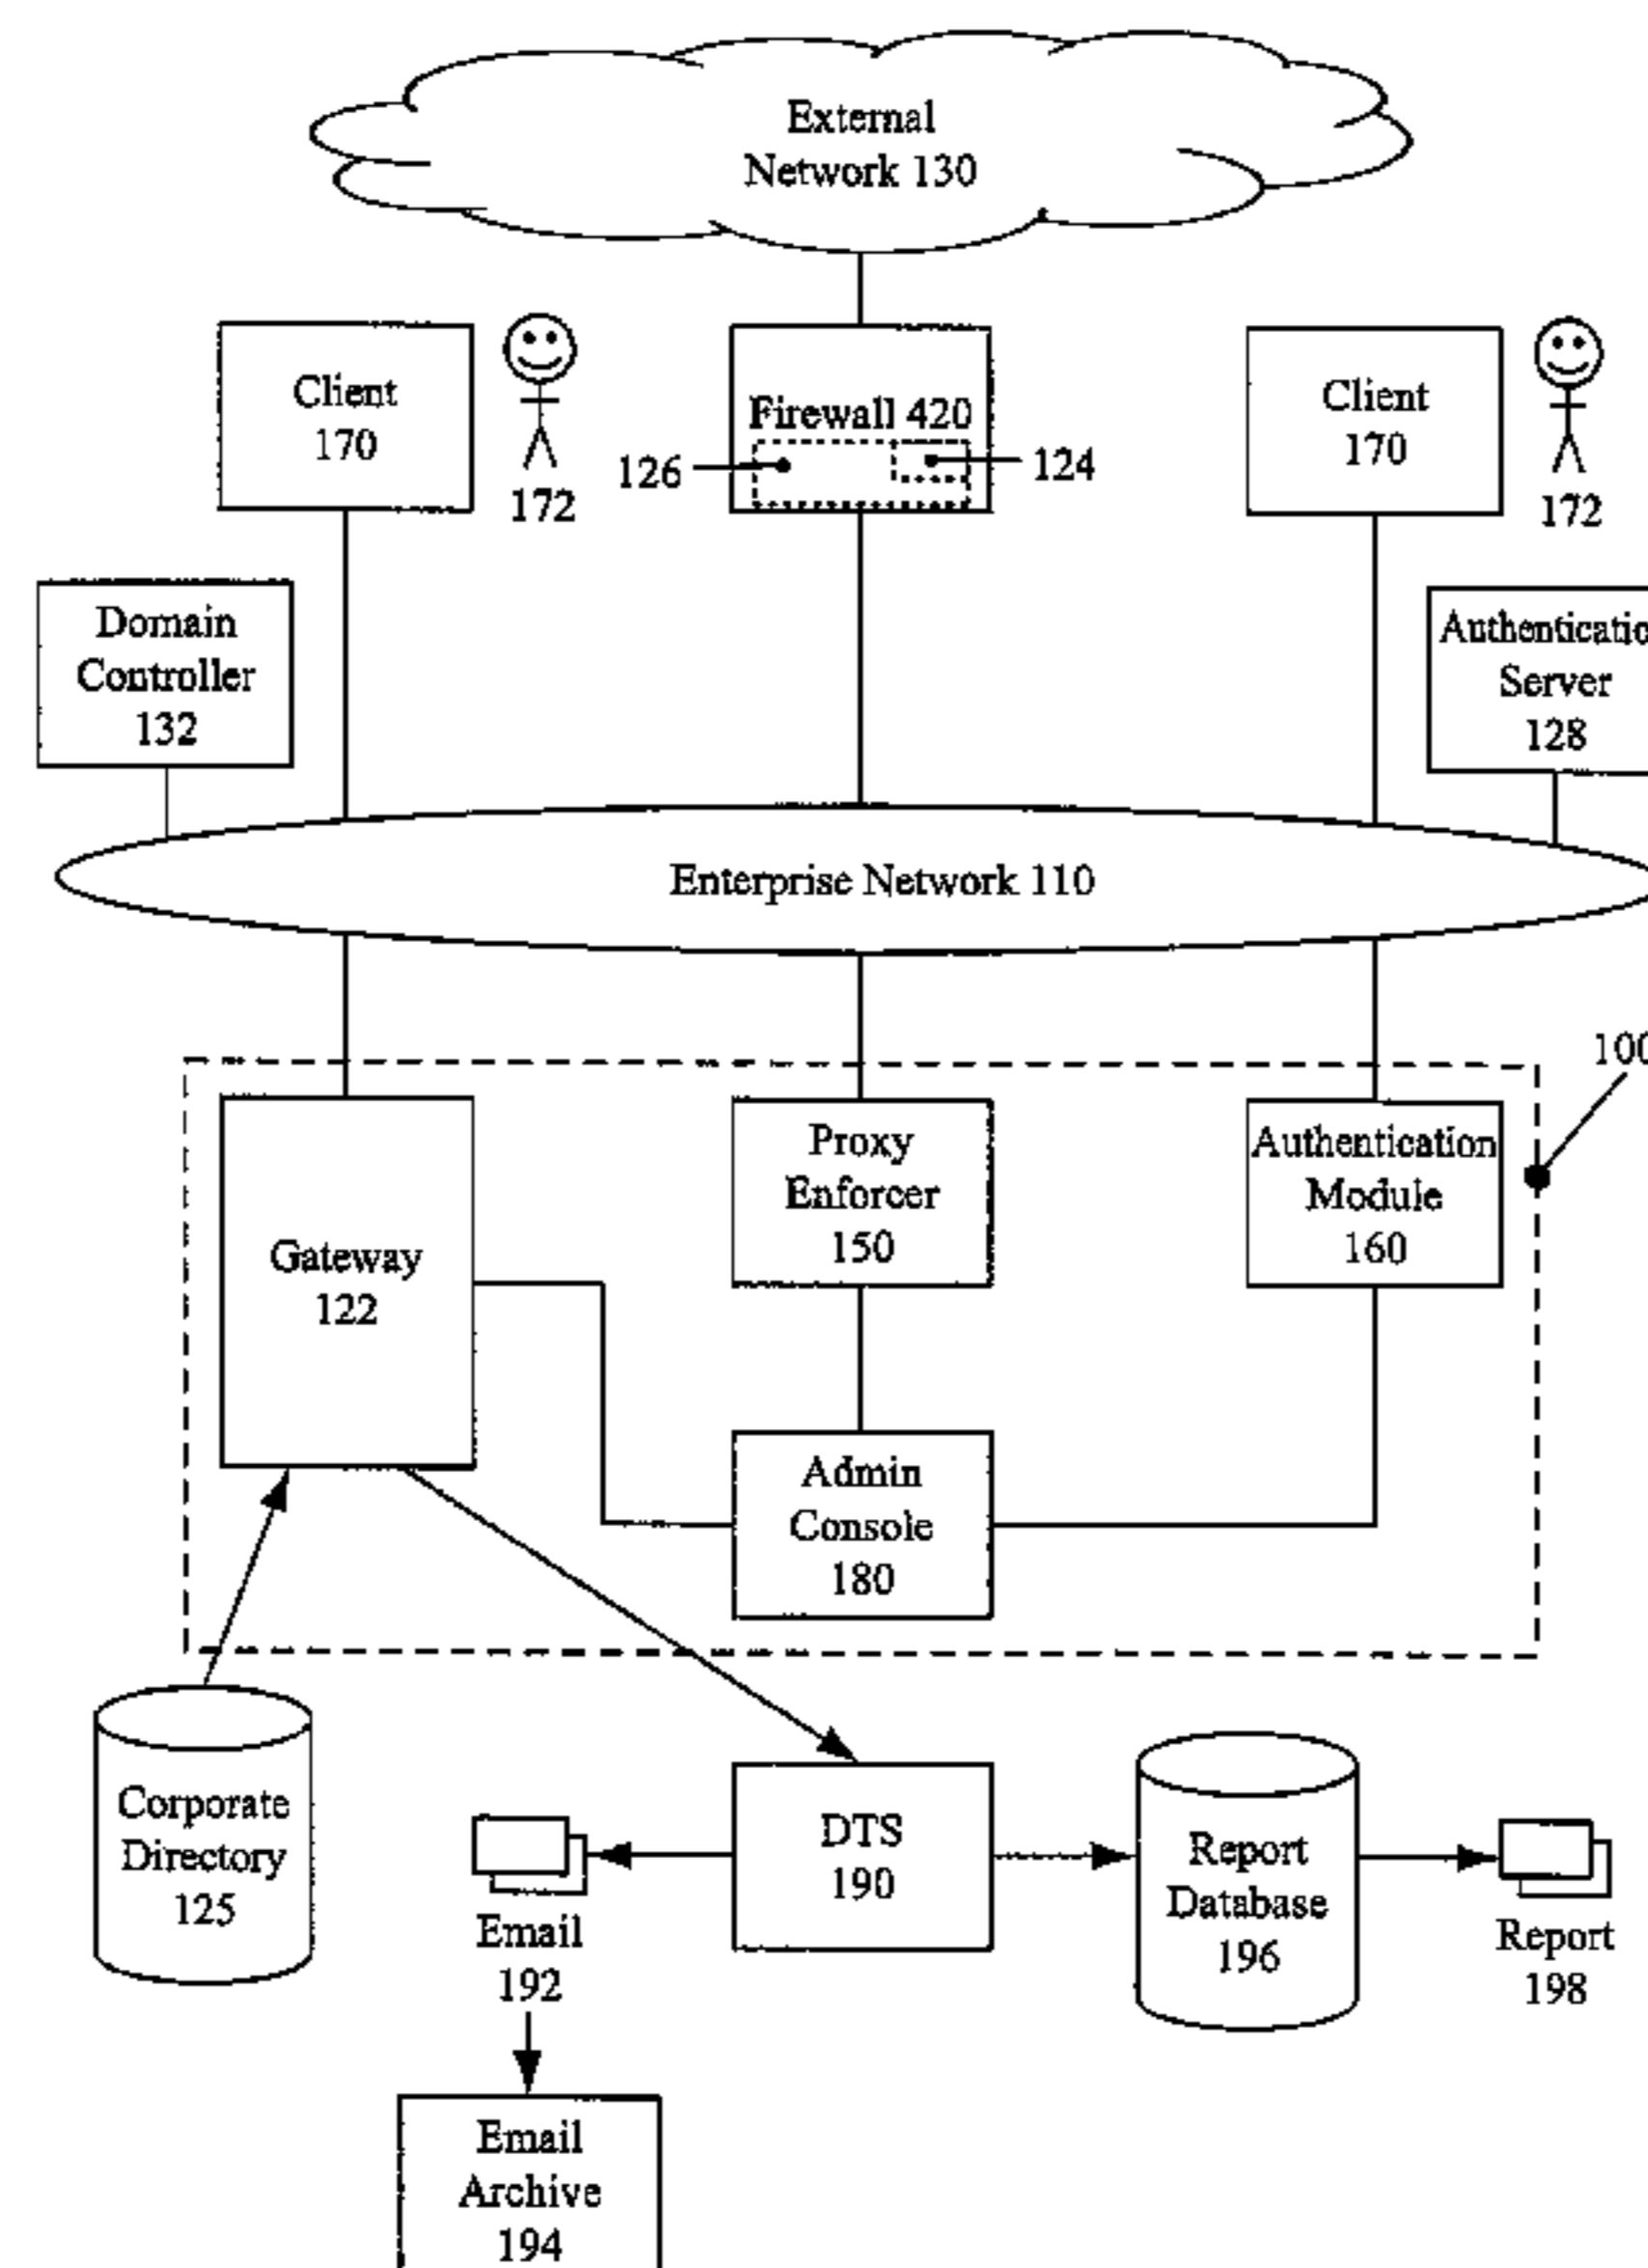 External
Network 130
Client
170
172
Firewall 420
126
124
Client
170
172
Domain
Controller
132
Authenticatio
Server
128
Enterprise Network 110
100
Gateway
122
Proxy
Enforcer
150
Authentication
Module
160
Admin
Console
180
Corporate
Directory
125
Email
192
DTS
190
Report
Database
196
Report
198
Email
Archive
194